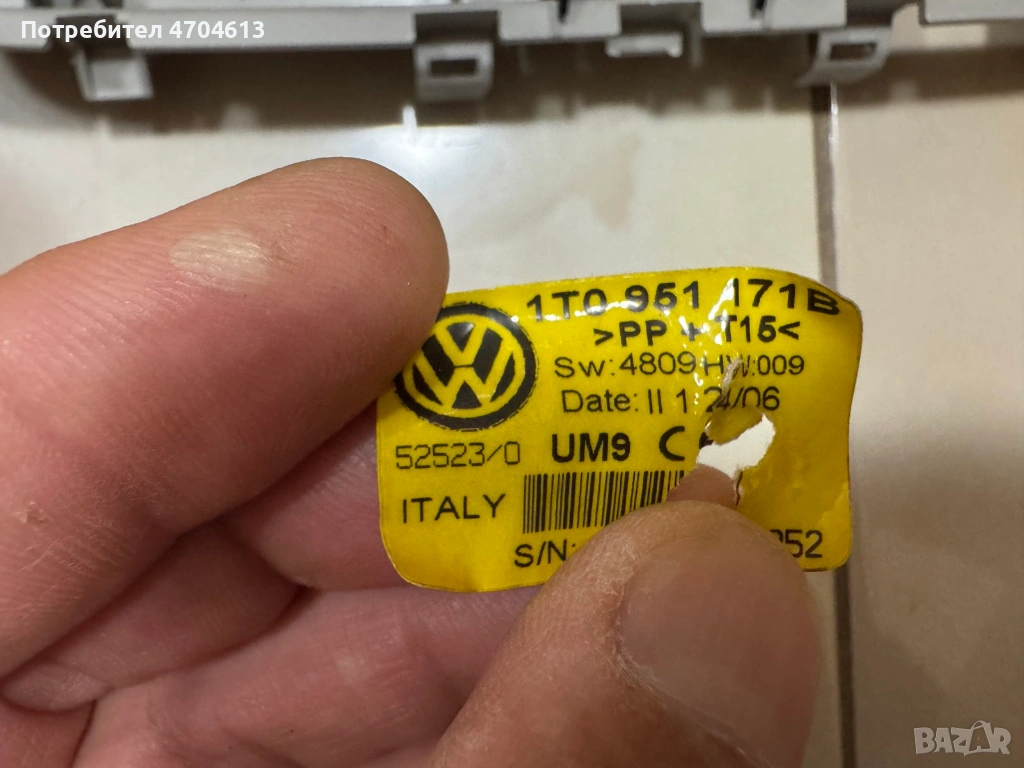 Потребител 4704613
1T0 951 171B
>PP + T15<
Sw:4809 HW:009
Date: II 1 24/06
52523/0 UM9
ITALY
S/N:
BAZAR